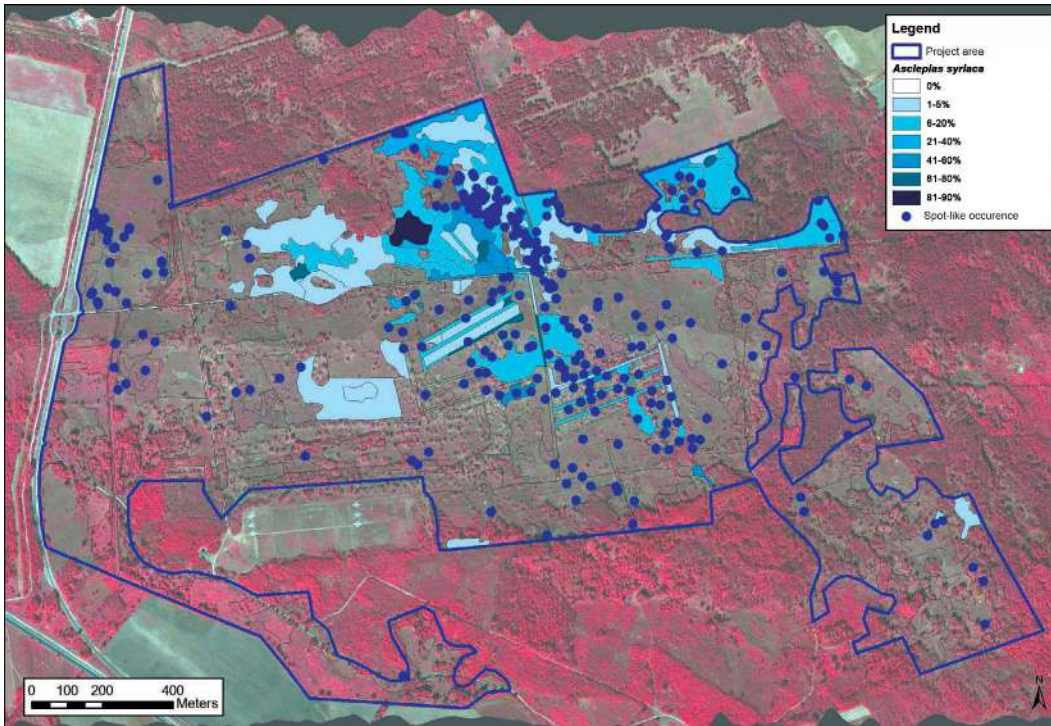 Legend
Project area
Asclepias syriaca
0%
1-5%
6-20%
21-40%
41-60%
61-80%
81-90%
Spot-like occurence
0 100 200 400
Meters
N